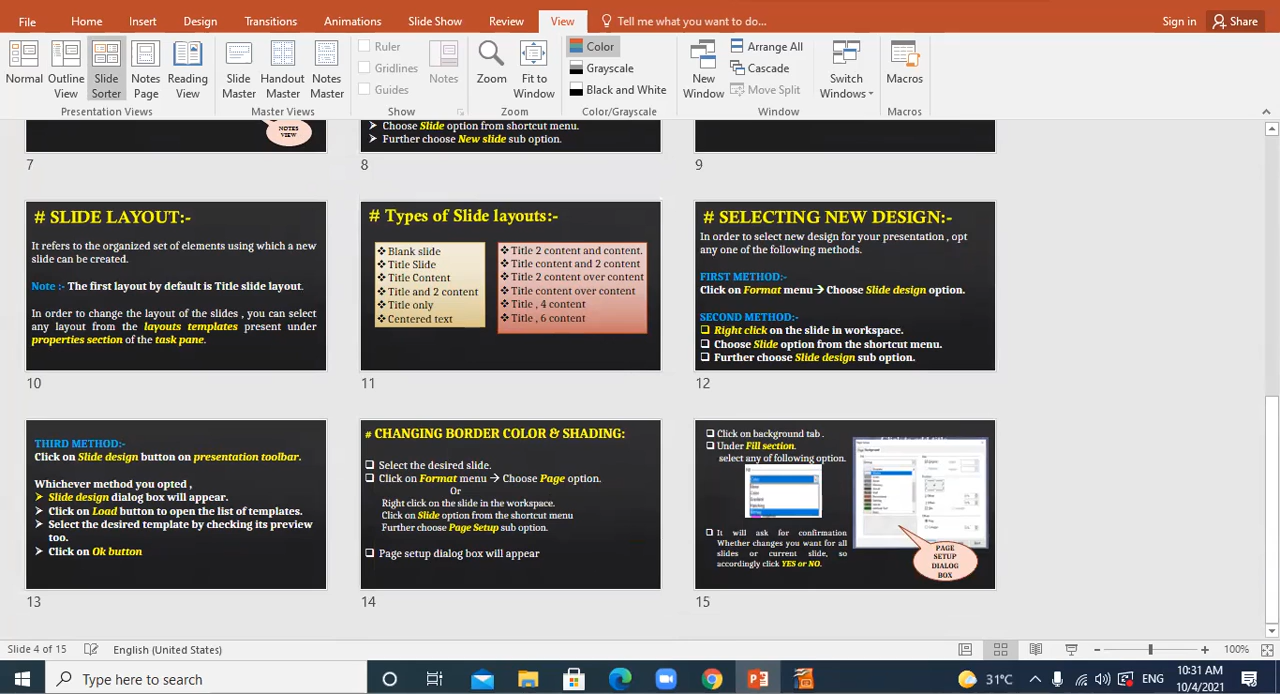 File Home Insert Design Transitions Animations Slide Show Review View Tell me what you want to do... Sign in Share
Normal Outline View Slide Sorter Notes Page Reading View
Slide Master Handout Master Notes Master
Ruler
Gridlines
Guides
Notes
Zoom Fit to Window
Color
Grayscale
Black and White
New Window
Arrange All
Cascade
Move Split
Switch Windows
Macros
Presentation Views Master Views Show Zoom Color/Grayscale Window Macros
NOTES
VIEW
7
Choose Slide option from shortcut menu.
Further choose New slide sub option.
8
9
# SLIDE LAYOUT:-
It refers to the organized set of elements using which a new
slide can be created.
Note :- The first layout by default is Title slide layout.
In order to change the layout of the slides , you can select
any layout from the layouts templates present under
properties section of the task pane.
10
# Types of Slide layouts:-
Blank slide
Title Slide
Title Content
Title and 2 content
Title only
Centered text
Title 2 content and content.
Title content and 2 content
Title 2 content over content
Title content over content
Title , 4 content
Title , 6 content
11
# SELECTING NEW DESIGN:-
In order to select new design for your presentation , opt
any one of the following methods.
FIRST METHOD:-
Click on Format menu→ Choose Slide design option.
SECOND METHOD:-
Right click on the slide in workspace.
Choose Slide option from the shortcut menu.
Further choose Slide design sub option.
12
THIRD METHOD:-
Click on Slide design button on presentation toolbar.
Whichever method you opted ,
Slide design dialog box will appear.
Click on Load button to open the list of templates.
Select the desired template by checking its preview
too.
Click on Ok button
13
# CHANGING BORDER COLOR & SHADING:
Select the desired slide.
Click on Format menu → Choose Page option.
Or
Right click on the slide in the workspace.
Click on Slide option from the shortcut menu
Further choose Page Setup sub option.
Page setup dialog box will appear
14
Click on background tab .
Under Fill section.
select any of following option.
It will ask for confirmation
Whether changes you want for all
slides or current slide, so
accordingly click YES or NO.
PAGE
SETUP
DIALOG
BOX
15
Slide 4 of 15 English (United States) 100%
Type here to search
31°C ENG
10:31 AM
10/4/2021